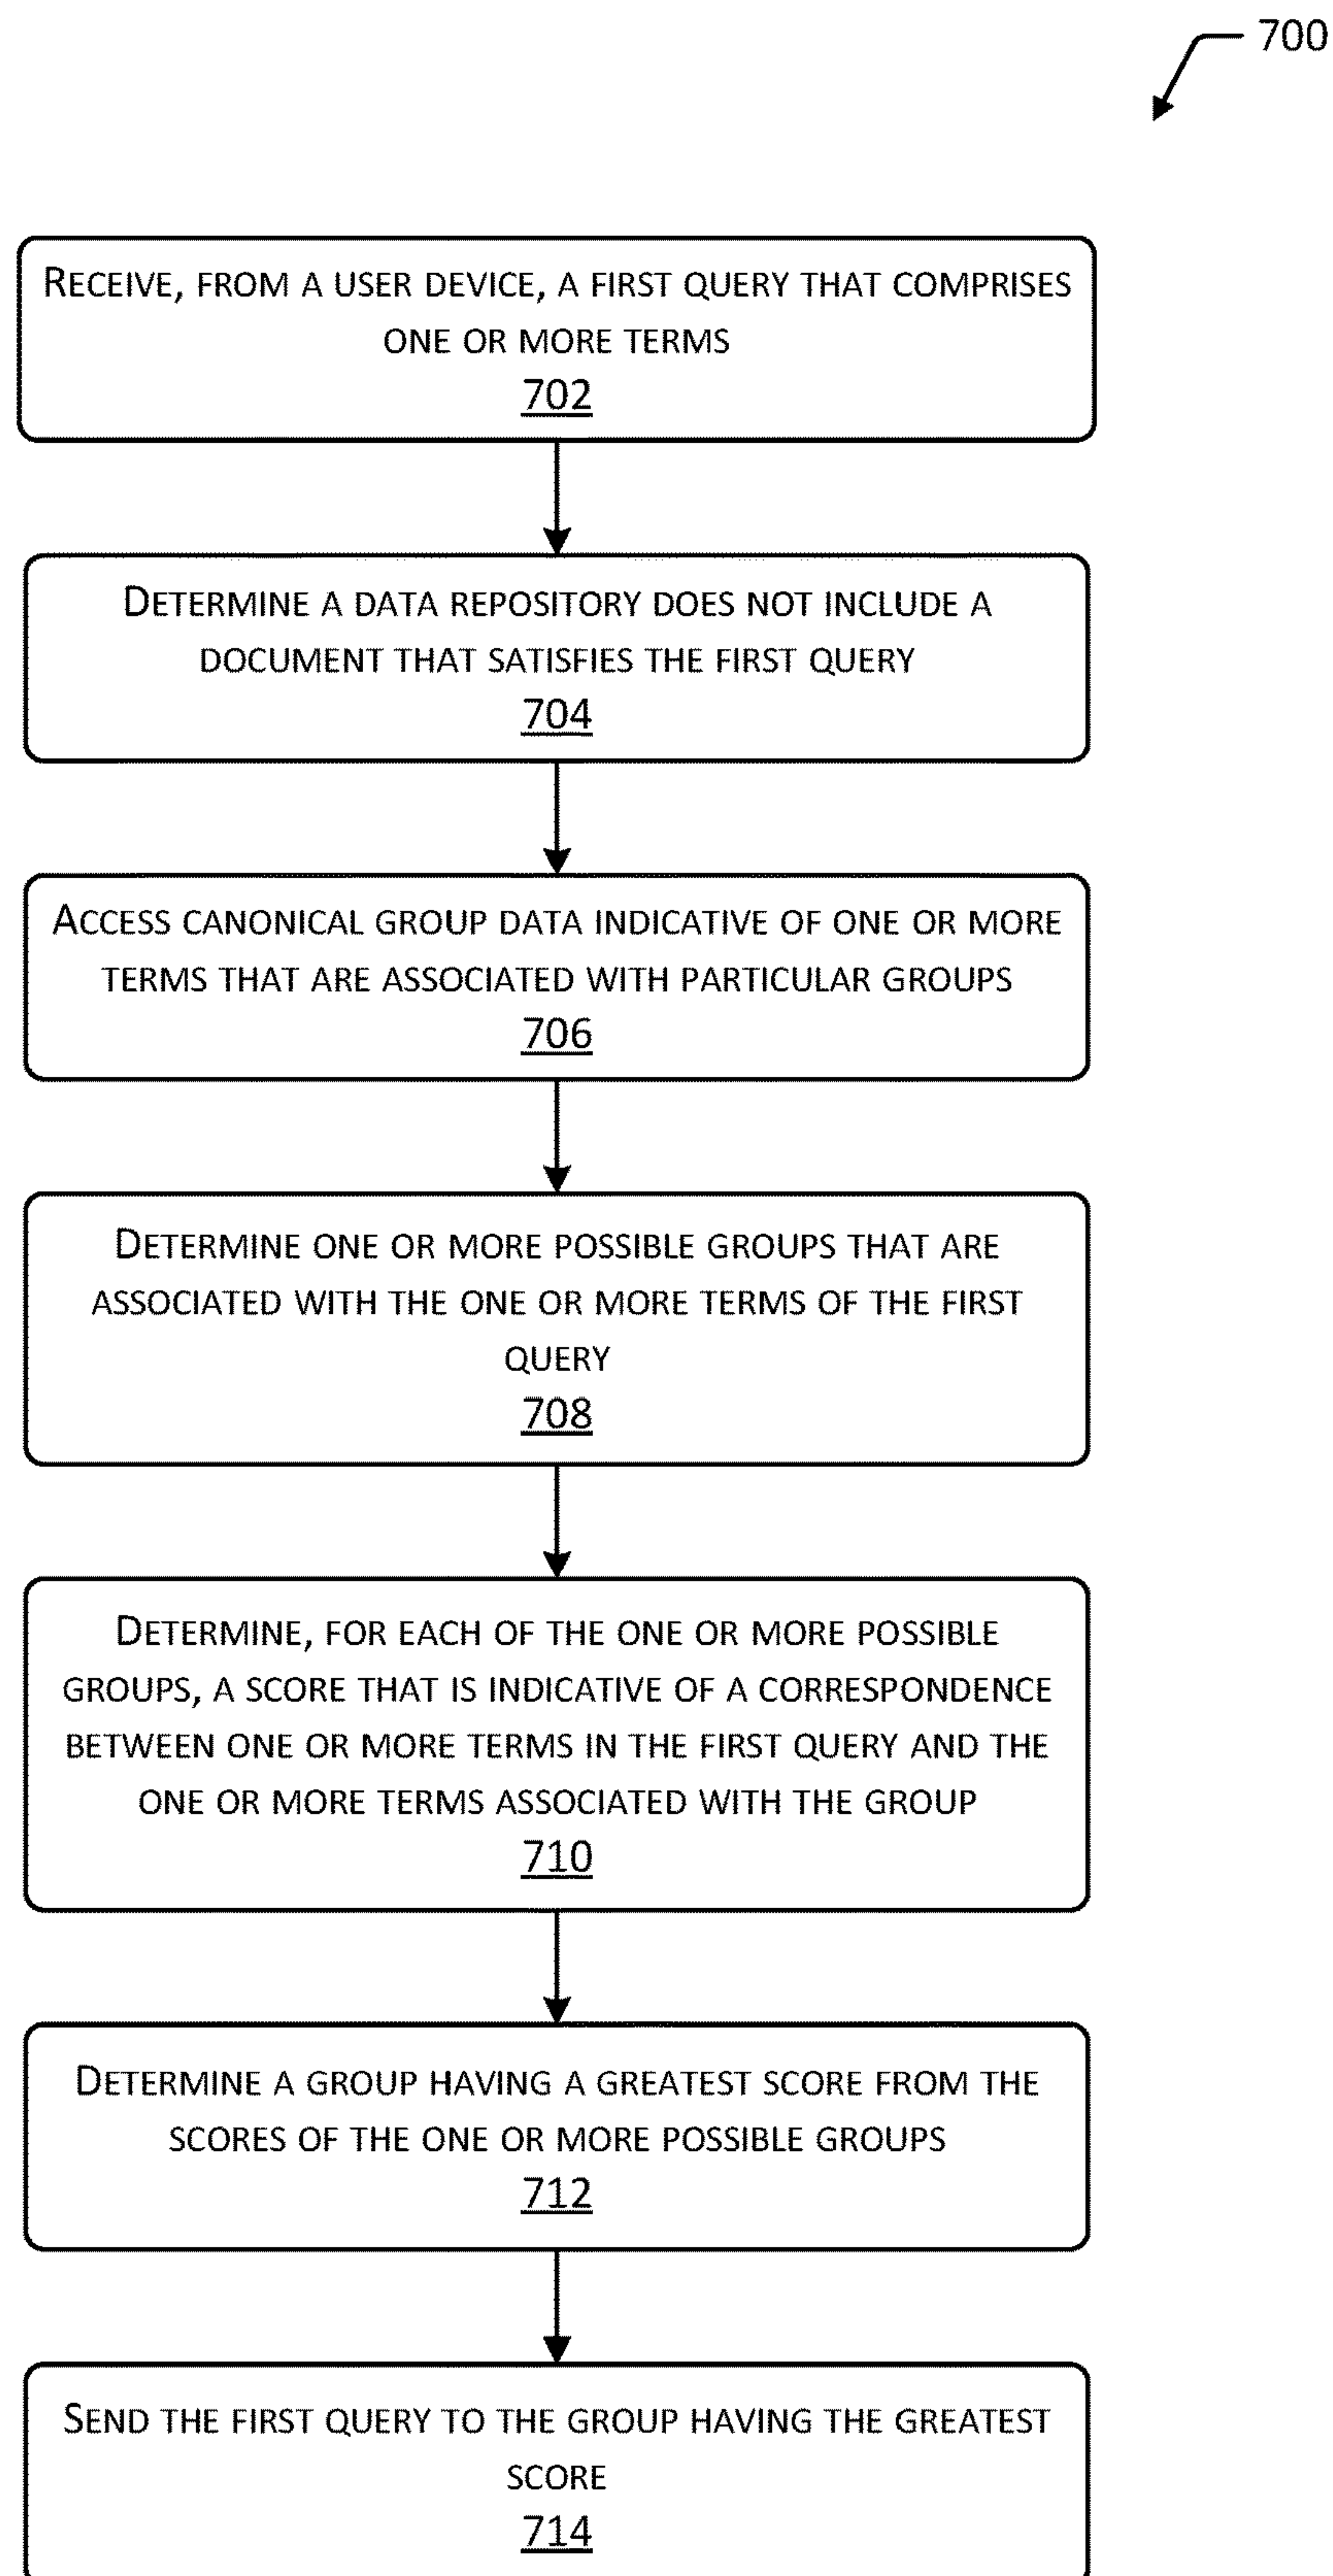 700
RECEIVE, FROM A USER DEVICE, A FIRST QUERY THAT COMPRISES
ONE OR MORE TERMS
702
DETERMINE A DATA REPOSITORY DOES NOT INCLUDE A
DOCUMENT THAT SATISFIES THE FIRST QUERY
704
ACCESS CANONICAL GROUP DATA INDICATIVE OF ONE OR MORE
TERMS THAT ARE ASSOCIATED WITH PARTICULAR GROUPS
706
DETERMINE ONE OR MORE POSSIBLE GROUPS THAT ARE
ASSOCIATED WITH THE ONE OR MORE TERMS OF THE FIRST
QUERY
708
DETERMINE, FOR EACH OF THE ONE OR MORE POSSIBLE
GROUPS, A SCORE THAT IS INDICATIVE OF A CORRESPONDENCE
BETWEEN ONE OR MORE TERMS IN THE FIRST QUERY AND THE
ONE OR MORE TERMS ASSOCIATED WITH THE GROUP
710
DETERMINE A GROUP HAVING A GREATEST SCORE FROM THE
SCORES OF THE ONE OR MORE POSSIBLE GROUPS
712
SEND THE FIRST QUERY TO THE GROUP HAVING THE GREATEST
SCORE
714